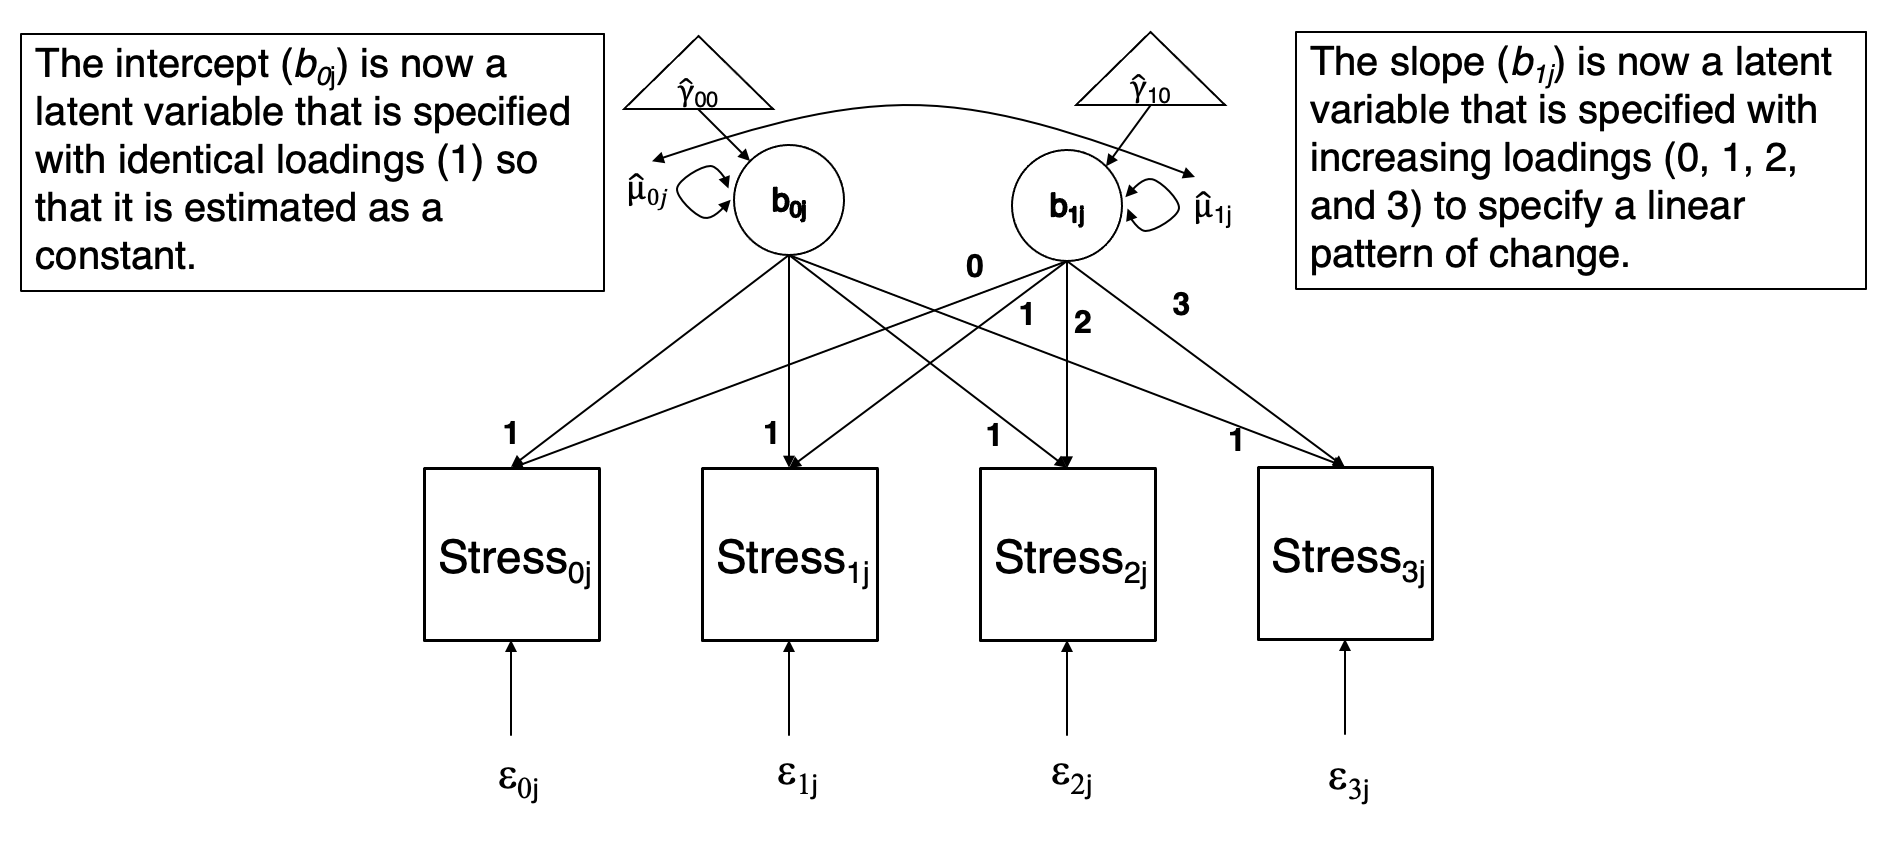 The intercept (b₀ⱼ) is now a
latent variable that is specified
with identical loadings (1) so
that it is estimated as a
constant.
γ̂₀₀
γ̂₁₀
The slope (b₁ⱼ) is now a latent
variable that is specified with
increasing loadings (0, 1, 2,
and 3) to specify a linear
pattern of change.
μ̂₀ⱼ
b₀ⱼ
b₁ⱼ
μ̂₁ⱼ
0
1
2
3
1
1
1
1
Stress₀ⱼ
Stress₁ⱼ
Stress₂ⱼ
Stress₃ⱼ
ε₀ⱼ
ε₁ⱼ
ε₂ⱼ
ε₃ⱼ